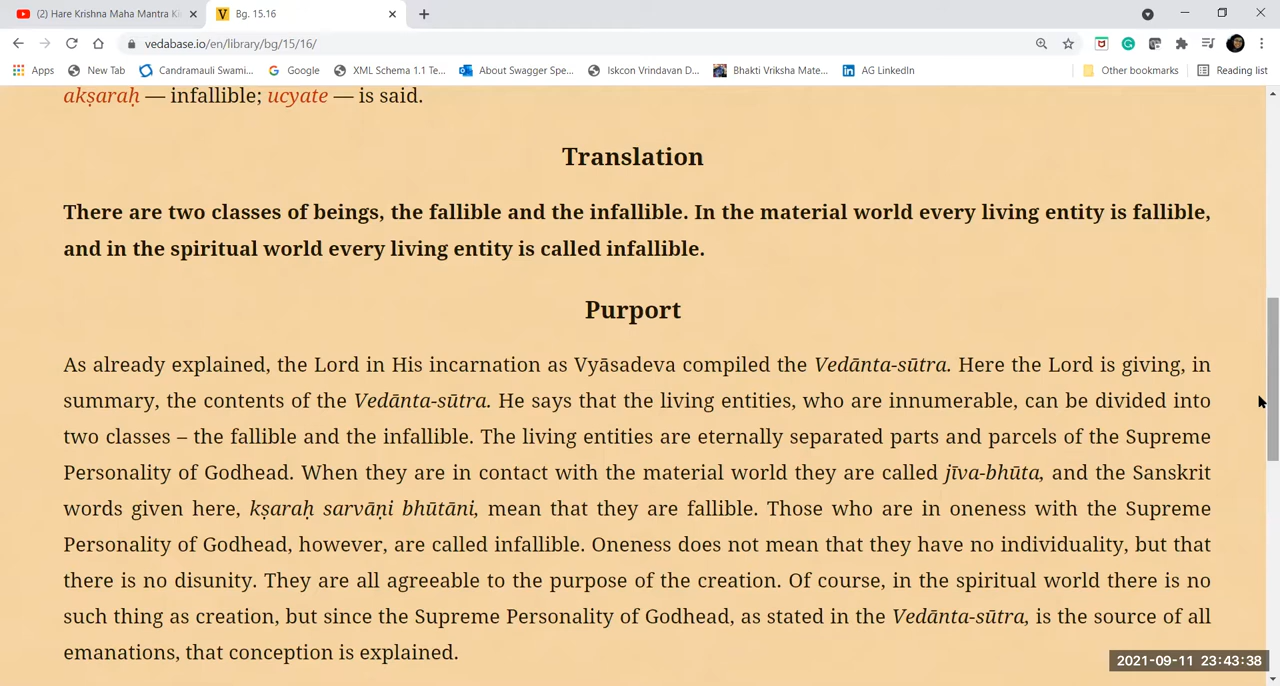 (2) Hare Krishna Maha Mantra Ki
Bg. 15.16
vedabase.io/en/library/bg/15/16/
Apps New Tab Candramauli Swami... Google XML Schema 1.1 Te... About Swagger Spe... Iskcon Vrindavan D... Bhakti Vriksha Mate... AG LinkedIn Other bookmarks Reading list
akṣaraḥ — infallible; ucyate — is said.
Translation
There are two classes of beings, the fallible and the infallible. In the material world every living entity is fallible,
and in the spiritual world every living entity is called infallible.
Purport
As already explained, the Lord in His incarnation as Vyāsadeva compiled the Vedānta-sūtra. Here the Lord is giving, in
summary, the contents of the Vedānta-sūtra. He says that the living entities, who are innumerable, can be divided into
two classes – the fallible and the infallible. The living entities are eternally separated parts and parcels of the Supreme
Personality of Godhead. When they are in contact with the material world they are called jīva-bhūta, and the Sanskrit
words given here, kṣaraḥ sarvāṇi bhūtāni, mean that they are fallible. Those who are in oneness with the Supreme
Personality of Godhead, however, are called infallible. Oneness does not mean that they have no individuality, but that
there is no disunity. They are all agreeable to the purpose of the creation. Of course, in the spiritual world there is no
such thing as creation, but since the Supreme Personality of Godhead, as stated in the Vedānta-sūtra, is the source of all
emanations, that conception is explained.
2021-09-11 23:43:38